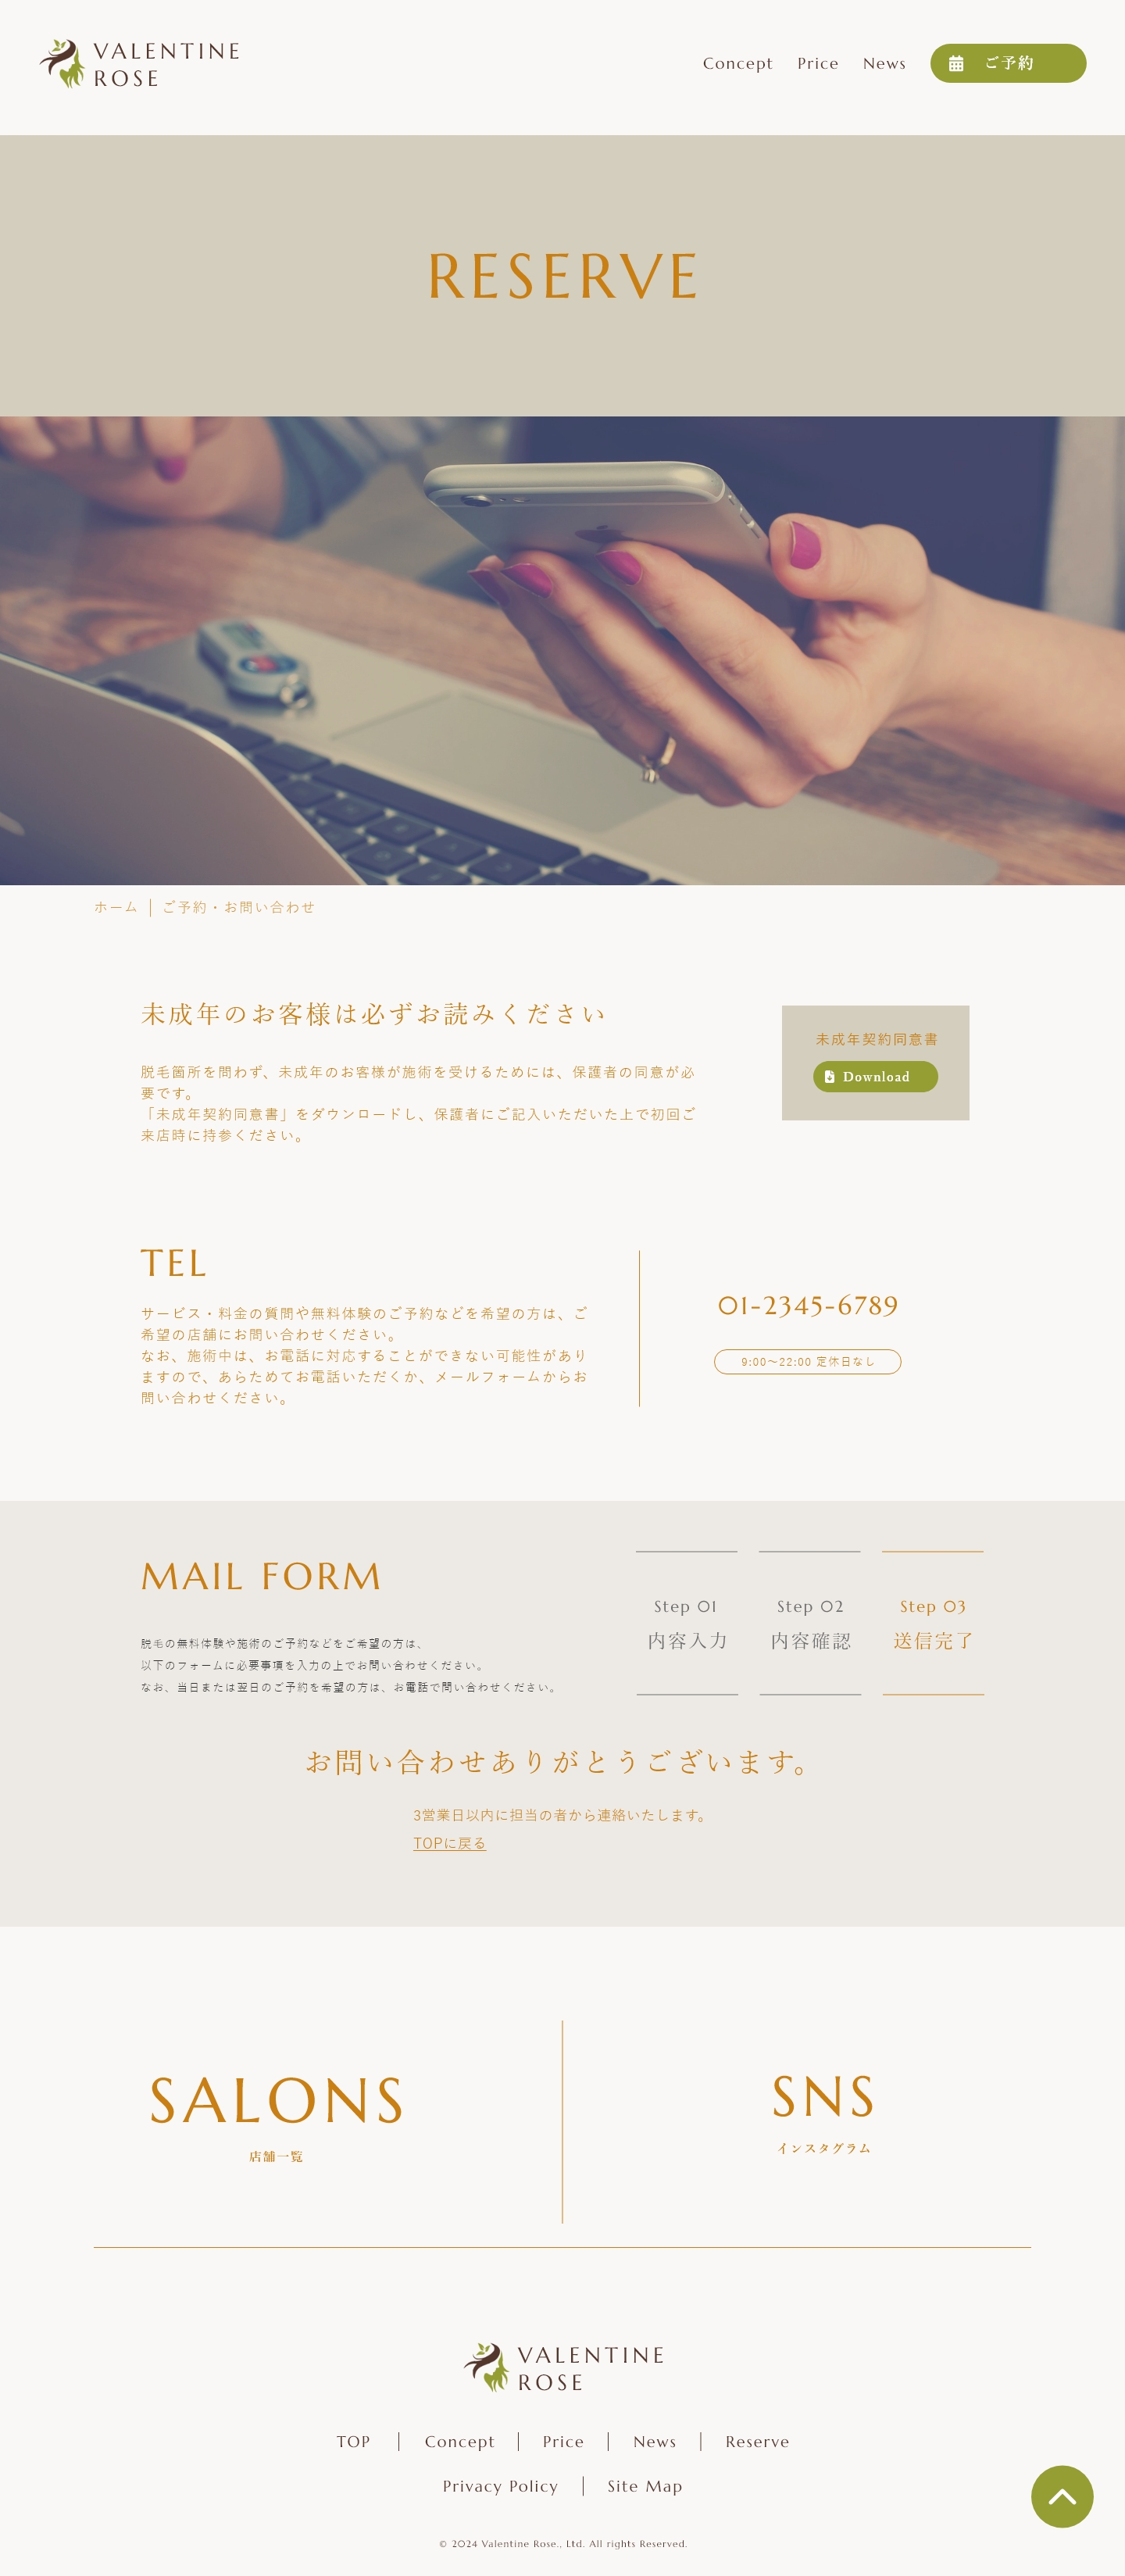 VALENTINE
ROSE
Concept Price News ご予約
RESERVE
ホーム │ ご予約・お問い合わせ
未成年のお客様は必ずお読みください
脱毛箇所を問わず、未成年のお客様が施術を受けるためには、保護者の同意が必
要です。
「未成年契約同意書」をダウンロードし、保護者にご記入いただいた上で初回ご
来店時に持参ください。
未成年契約同意書
Download
TEL
サービス・料金の質問や無料体験のご予約などを希望の方は、ご
希望の店舗にお問い合わせください。
なお、施術中は、お電話に対応することができない可能性があり
ますので、あらためてお電話いただくか、メールフォームからお
問い合わせください。
01-2345-6789
9:00〜22:00 定休日なし
MAIL FORM
脱毛の無料体験や施術のご予約などをご希望の方は、
以下のフォームに必要事項を入力の上でお問い合わせください。
なお、当日または翌日のご予約を希望の方は、お電話で問い合わせください。
Step 01
内容入力
Step 02
内容確認
Step 03
送信完了
お問い合わせありがとうございます。
3営業日以内に担当の者から連絡いたします。
TOPに戻る
SALONS
店舗一覧
SNS
インスタグラム
VALENTINE
ROSE
TOP │ Concept │ Price │ News │ Reserve
Privacy Policy │ Site Map
© 2024 Valentine Rose., Ltd. All rights Reserved.